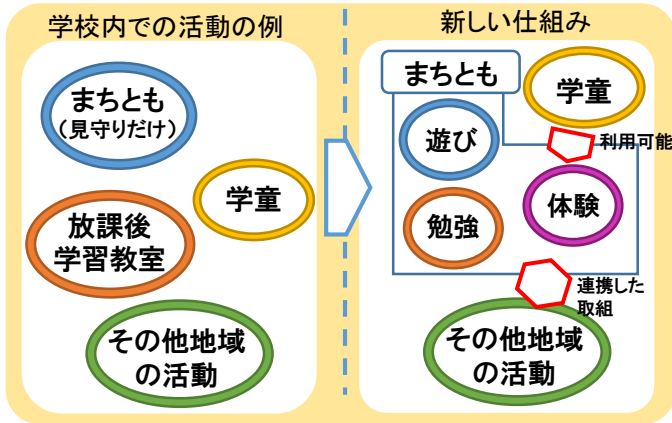 学校内での活動の例
まちとも
（見守りだけ）
学童
放課後
学習教室
その他地域
の活動
新しい仕組み
まちとも
学童
遊び
利用可能
体験
勉強
連携した
取組
その他地域
の活動